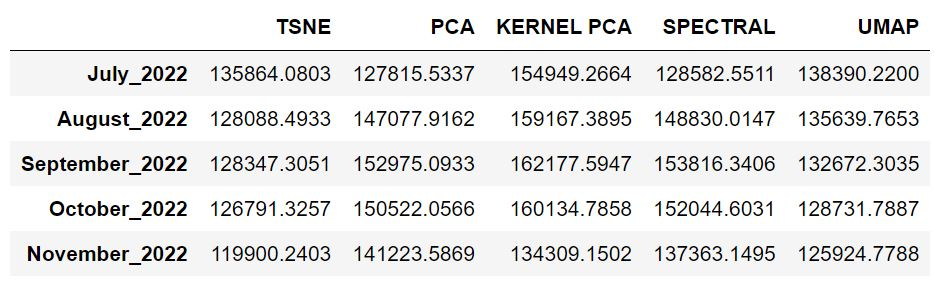 TSNE PCA KERNEL PCA SPECTRAL UMAP
July_2022 135864.0803 127815.5337 154949.2664 128582.5511 138390.2200
August_2022 128088.4933 147077.9162 159167.3895 148830.0147 135639.7653
September_2022 128347.3051 152975.0933 162177.5947 153816.3406 132672.3035
October_2022 126791.3257 150522.0566 160134.7858 152044.6031 128731.7887
November_2022 119900.2403 141223.5869 134309.1502 137363.1495 125924.7788